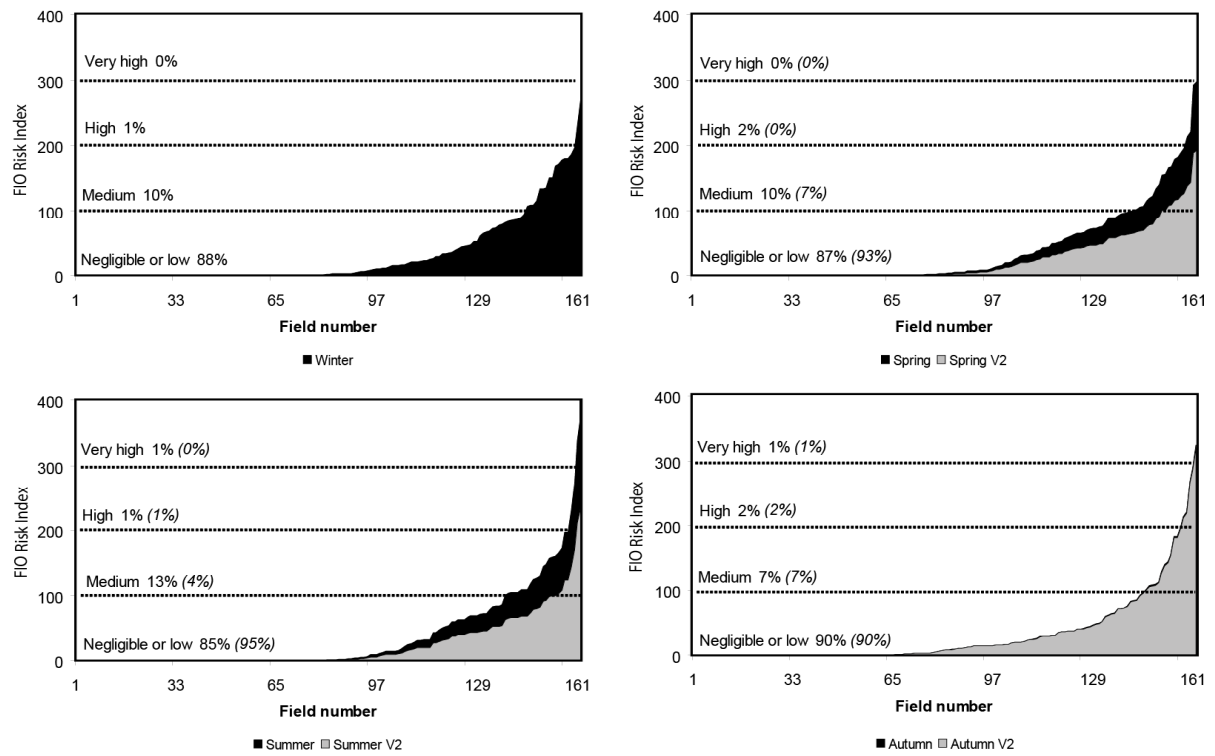 400
300
200
100
0
FIO Risk Index
Very high 0%
High 1%
Medium 10%
Negligible or low 88%
1 33 65 97 129 161
Field number
Winter
400
300
200
100
0
FIO Risk Index
Very high 0% (0%)
High 2% (0%)
Medium 10% (7%)
Negligible or low 87% (93%)
1 33 65 97 129 161
Field number
Spring Spring V2
400
300
200
100
0
FIO Risk Index
Very high 1% (0%)
High 1% (1%)
Medium 13% (4%)
Negligible or low 85% (95%)
1 33 65 97 129 161
Field number
Summer Summer V2
400
300
200
100
0
FIO Risk Index
Very high 1% (1%)
High 2% (2%)
Medium 7% (7%)
Negligible or low 90% (90%)
1 33 65 97 129 161
Field number
Autumn Autumn V2